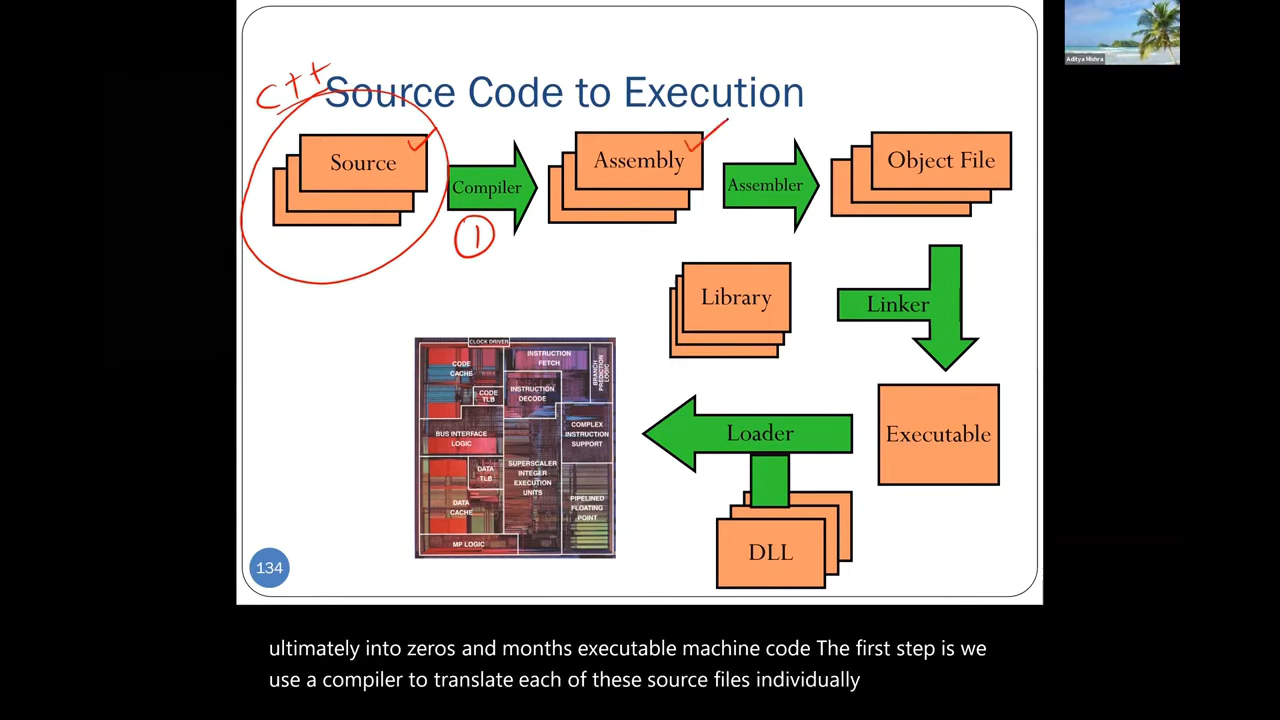 Aditya Mishra
C++
Source Code to Execution
Source
Compiler
Assembly
Assembler
Object File
1
Library
Linker
CLOCK DRIVER
CODE
CACHE
INSTRUCTION
FETCH
BRANCH
PREDICTION
LOGIC
CODE
TLB
INSTRUCTION
DECODE
BUS INTERFACE
LOGIC
COMPLEX
INSTRUCTION
SUPPORT
DATA
TLB
SUPERSCALER
INTEGER
EXECUTION
UNITS
DATA
CACHE
PIPELINED
FLOATING
POINT
MP LOGIC
Loader
Executable
DLL
134
ultimately into zeros and months executable machine code The first step is we
use a compiler to translate each of these source files individually